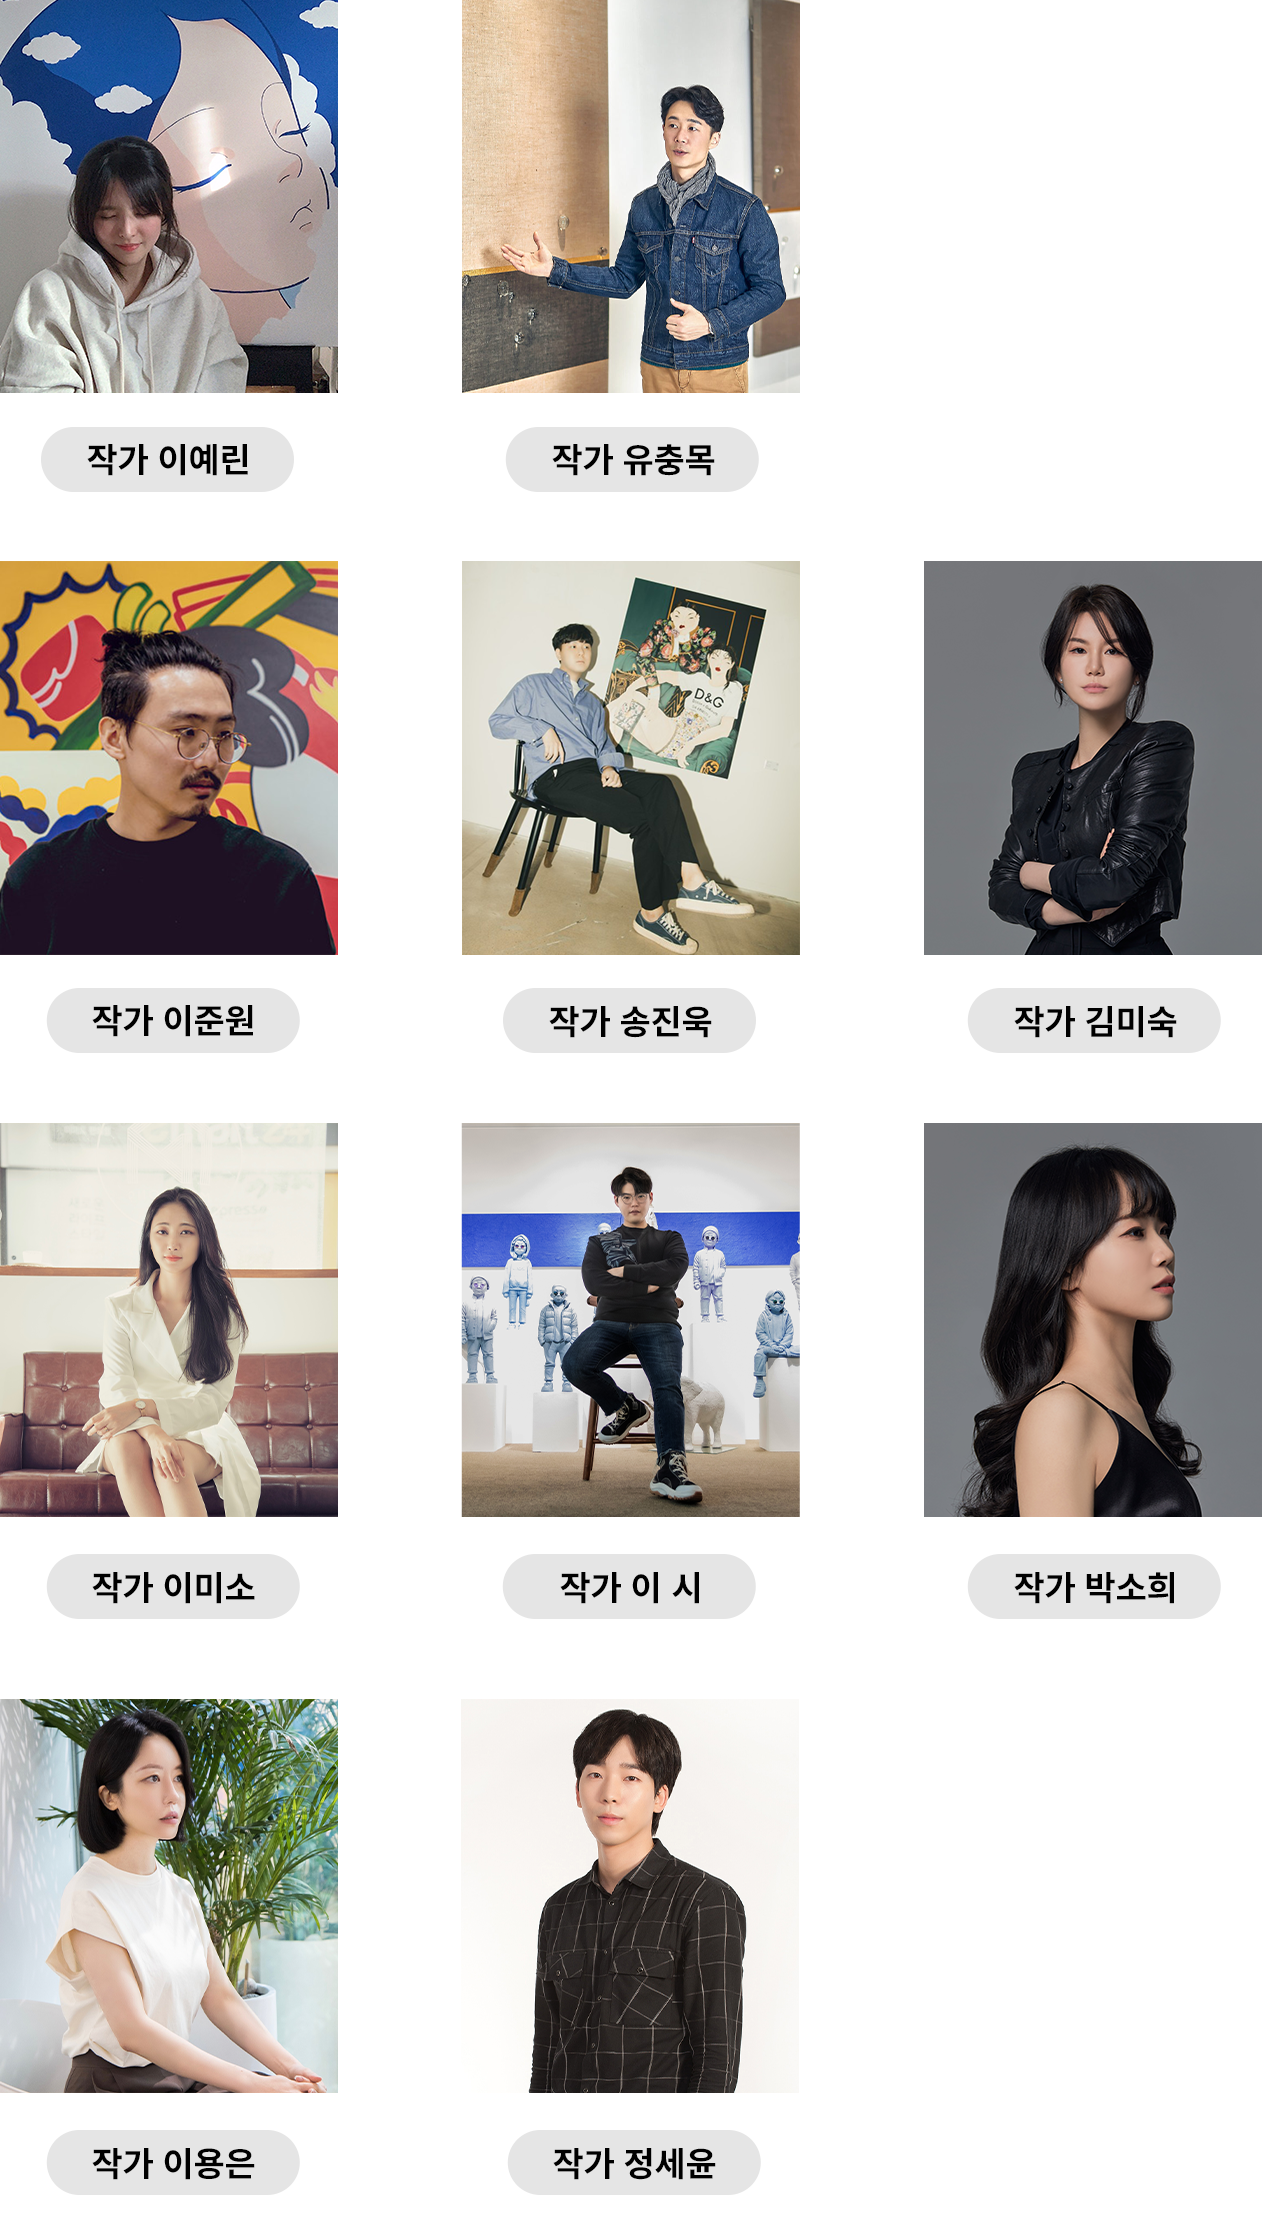 작가 이예린
작가 유충목
D&G
작가 이준원
작가 송진욱
작가 김미숙
작가 이미소
작가 이 시
작가 박소희
작가 이용은
작가 정세윤